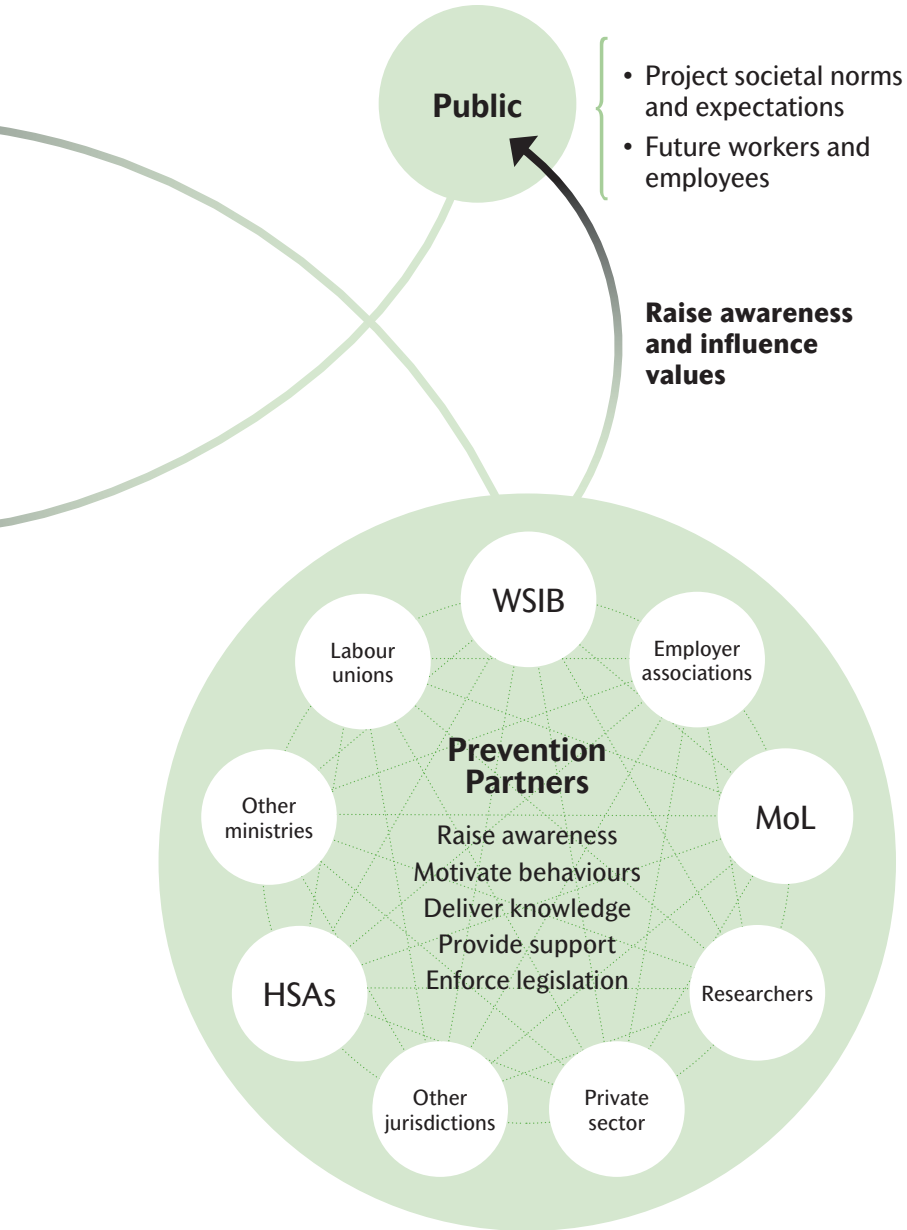 Public
• Project societal norms
and expectations
• Future workers and
employees
Raise awareness
and influence
values
WSIB
Labour
unions
Employer
associations
Prevention
Partners
Other
ministries
MoL
Raise awareness
Motivate behaviours
Deliver knowledge
Provide support
Enforce legislation
HSAs
Researchers
Other
jurisdictions
Private
sector